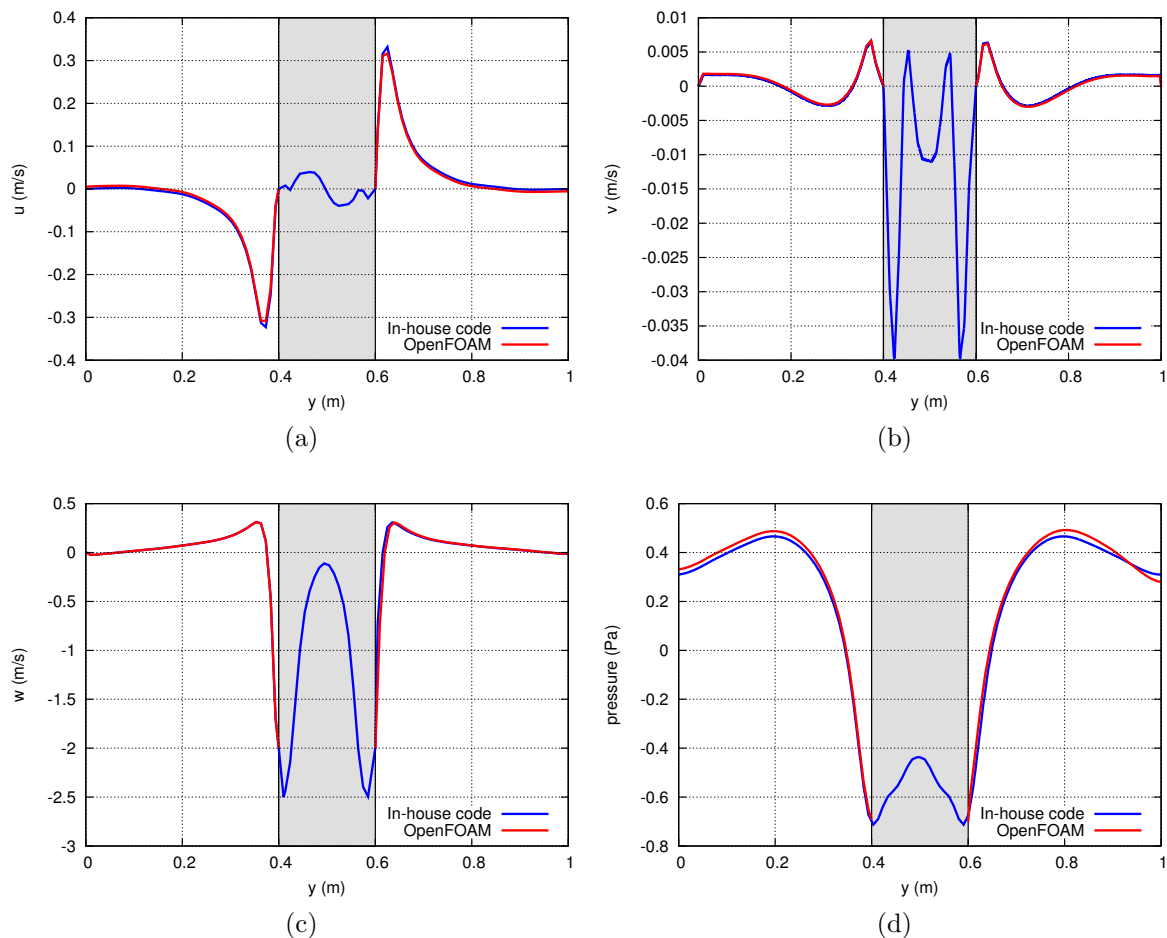 0.4
0.3
0.2
0.1
0
-0.1
-0.2
-0.3
-0.4
u (m/s)
In-house code
OpenFOAM
0 0.2 0.4 0.6 0.8 1
y (m)
(a)
0.01
0.005
0
-0.005
-0.01
-0.015
-0.02
-0.025
-0.03
-0.035
-0.04
v (m/s)
In-house code
OpenFOAM
0 0.2 0.4 0.6 0.8 1
y (m)
(b)
0.5
0
-0.5
-1
-1.5
-2
-2.5
-3
w (m/s)
In-house code
OpenFOAM
0 0.2 0.4 0.6 0.8 1
y (m)
(c)
0.6
0.4
0.2
0
-0.2
-0.4
-0.6
-0.8
pressure (Pa)
In-house code
OpenFOAM
0 0.2 0.4 0.6 0.8 1
y (m)
(d)